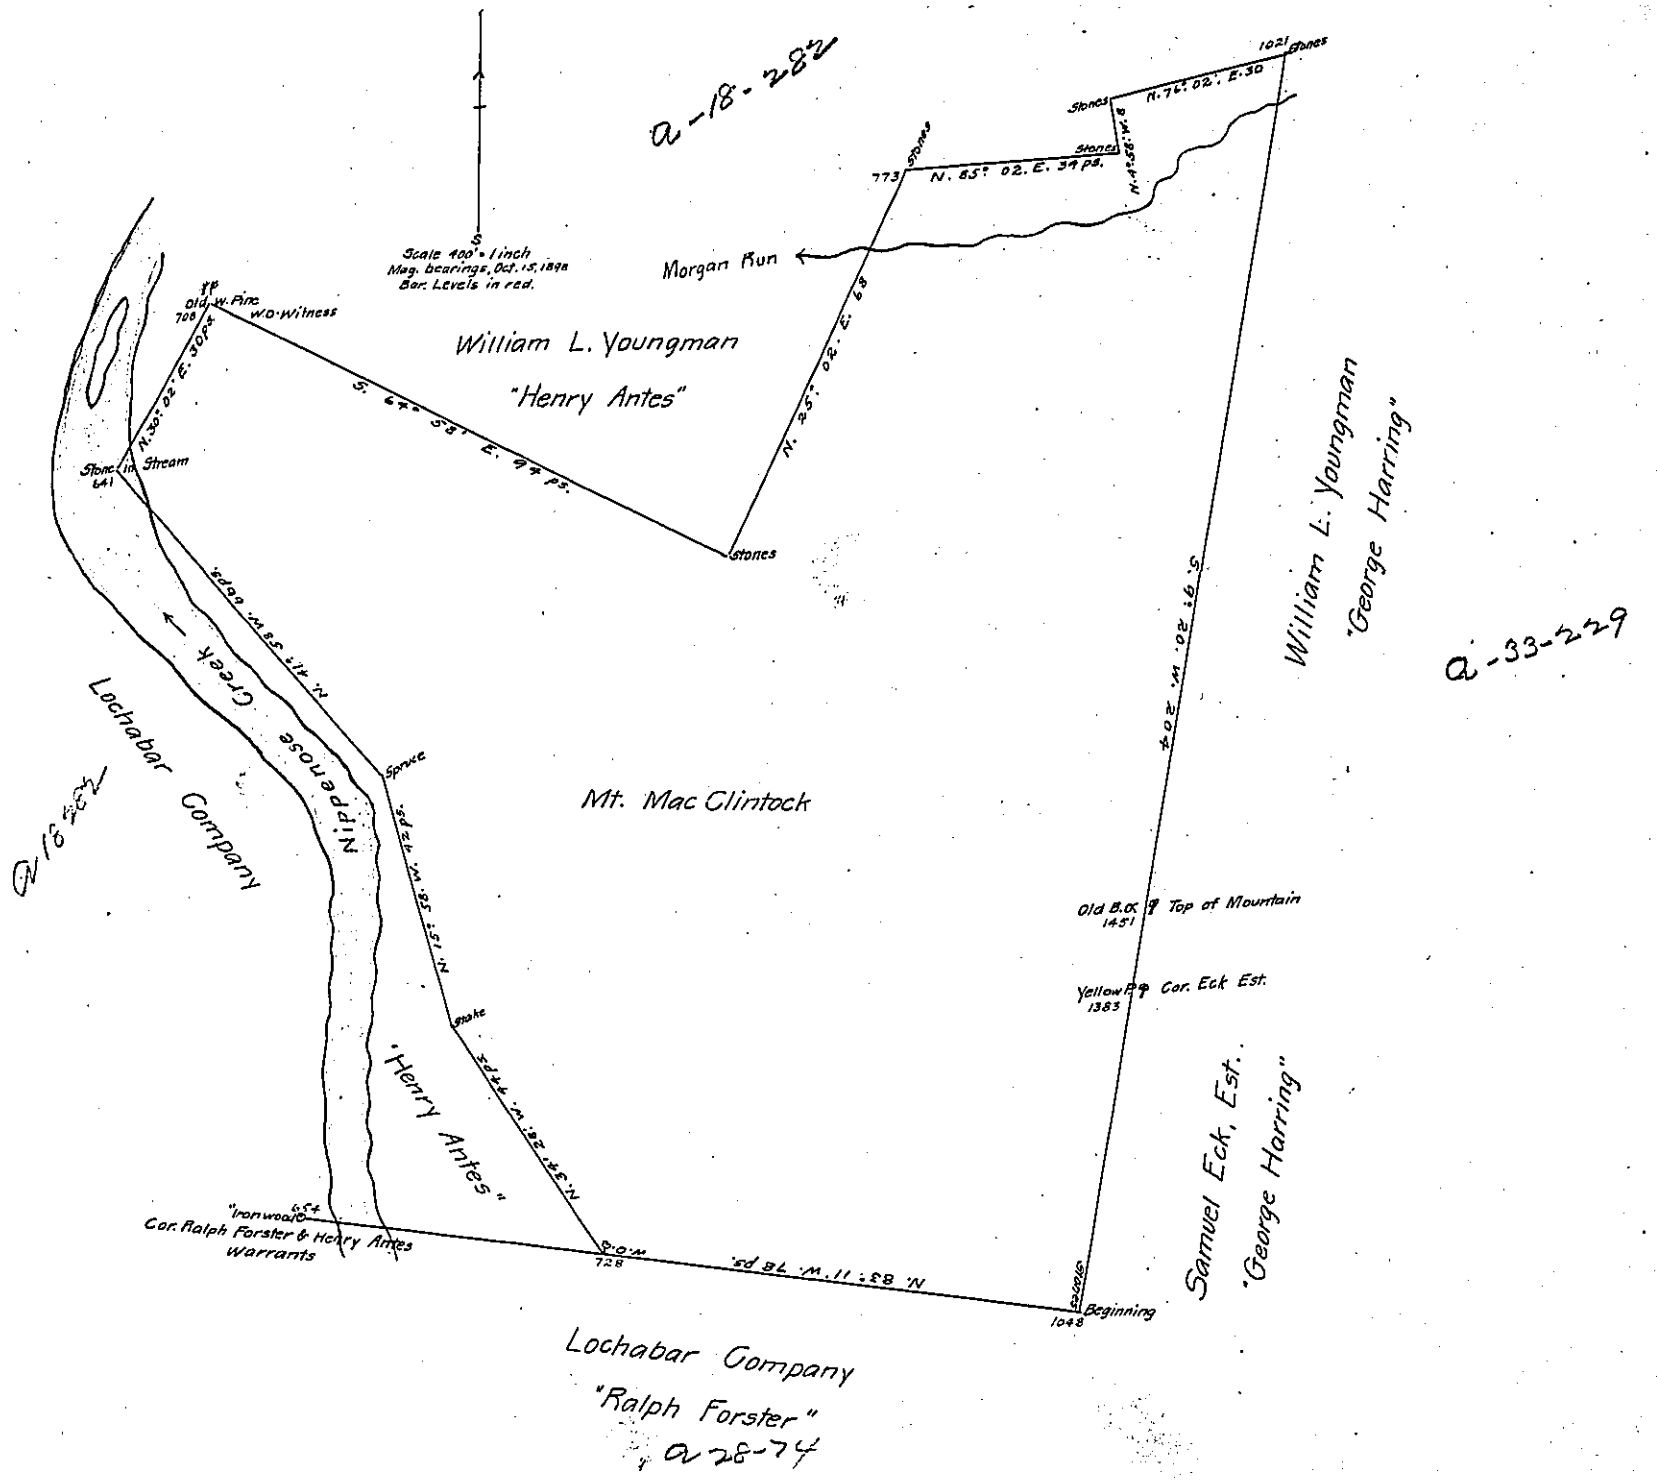 a-18-282
1021 Stones
N. 76° 02'. E. 30
Stones
N. 4° 58' W. 8
Stones
Stones
773
N. 85° 02. E. 34 ps.
S
Scale 400' = 1 inch
Mag. bearings, Oct. 15, 1898
Bar. Levels in red.
Morgan Run
Old W. Pine
708
W.O. Witness
N. 30° 02' E. 30 ps
William L. Youngman
"Henry Antes"
S. 64° 58' E. 94 ps.
N. 25° 02. E. 68
Stones
Stone in Stream
641
N. 41° 58 W. 66 ps.
William L. Youngman
"George Harring"
a-33-229
S. 9° 20. W. 204
Nippenose Creek
Lochabar Company
a 18 282
Spruce
Mt. Mac Clintock
N. 15° 58. W. 42 ps.
Old B.O. Top of Mountain
1451
Yellow P. Cor. Eck Est.
1383
Stake
"Henry Antes"
N. 34° 28' W. 44 ps
Samuel Eck, Est.
"George Harring"
"Ironwood" 654
Cor. Ralph Forster & Henry Antes
Warrants
W.O.
728
N. 83° 11' W. 78 ps.
Stones
Beginning
1048
Lochabar Company
"Ralph Forster"
a 28-74